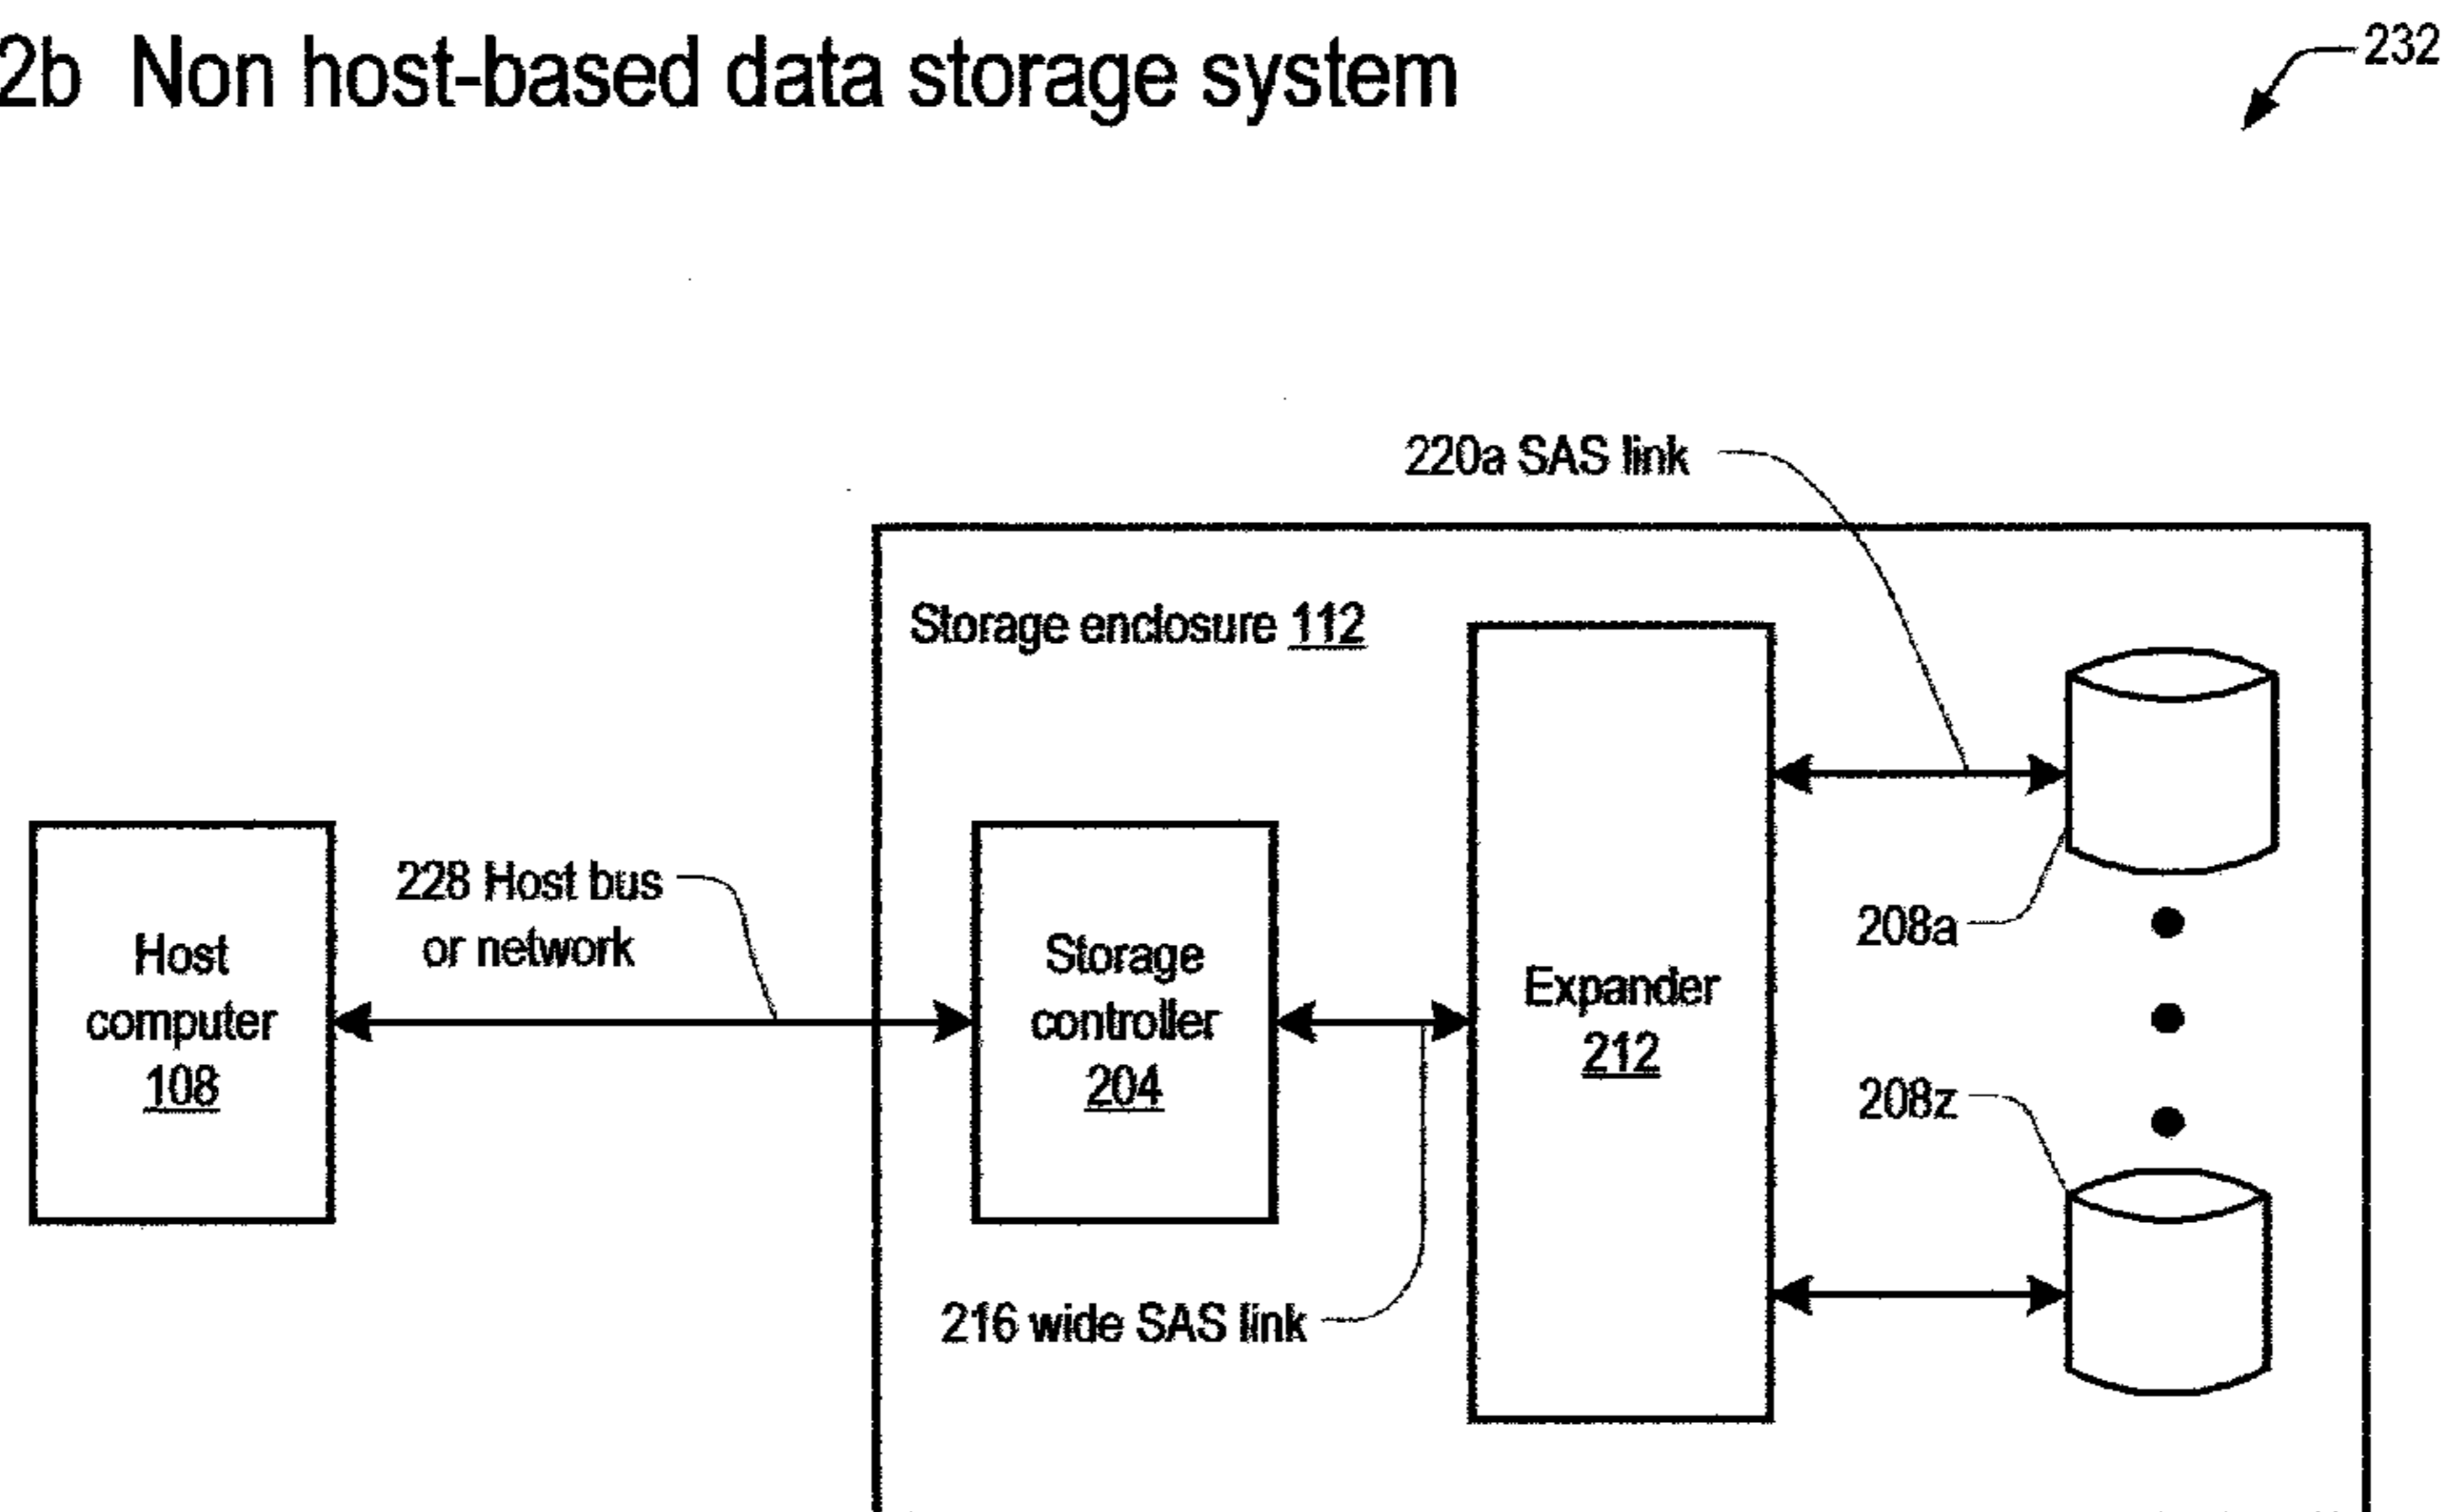 2b Non host-based data storage system
232
220a SAS link
Storage enclosure 112
228 Host bus
or network
Host
computer
108
Storage
controller
204
Expander
212
208a
208z
216 wide SAS link